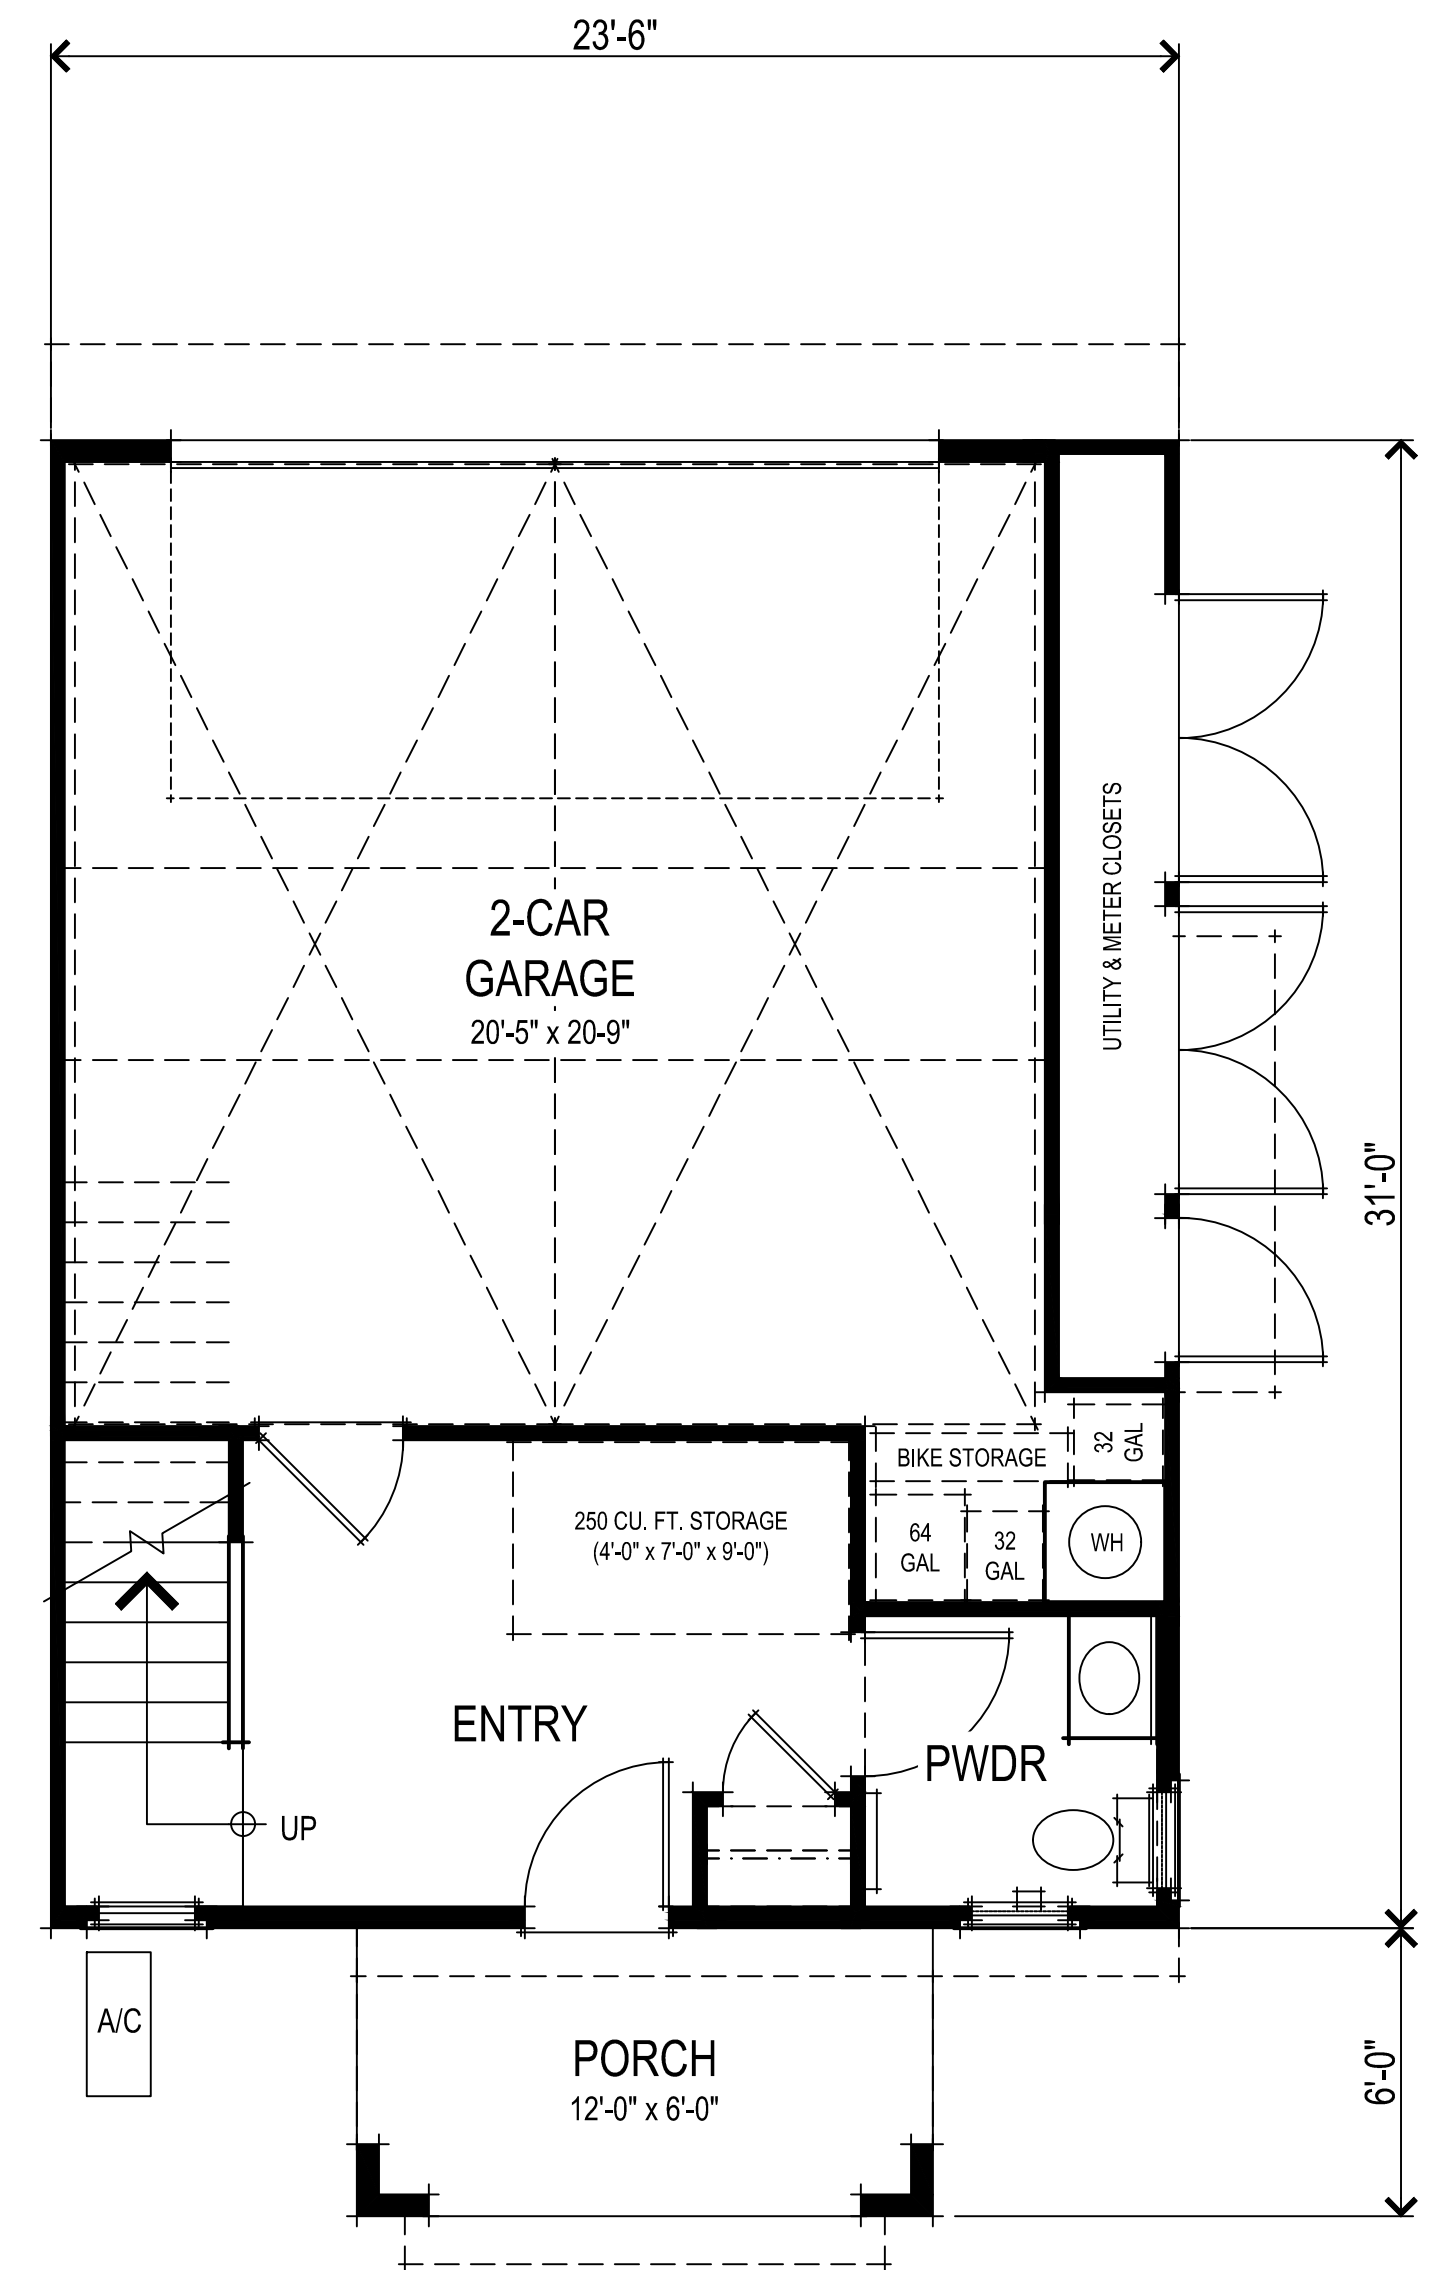 23'-6"
2-CAR
GARAGE
20'-5" x 20-9"
UTILITY & METER CLOSETS
31'-0"
BIKE STORAGE
32
GAL
250 CU. FT. STORAGE
(4'-0" x 7'-0" x 9'-0")
64
GAL
32
GAL
WH
ENTRY
PWDR
UP
A/C
PORCH
12'-0" x 6'-0"
6'-0"